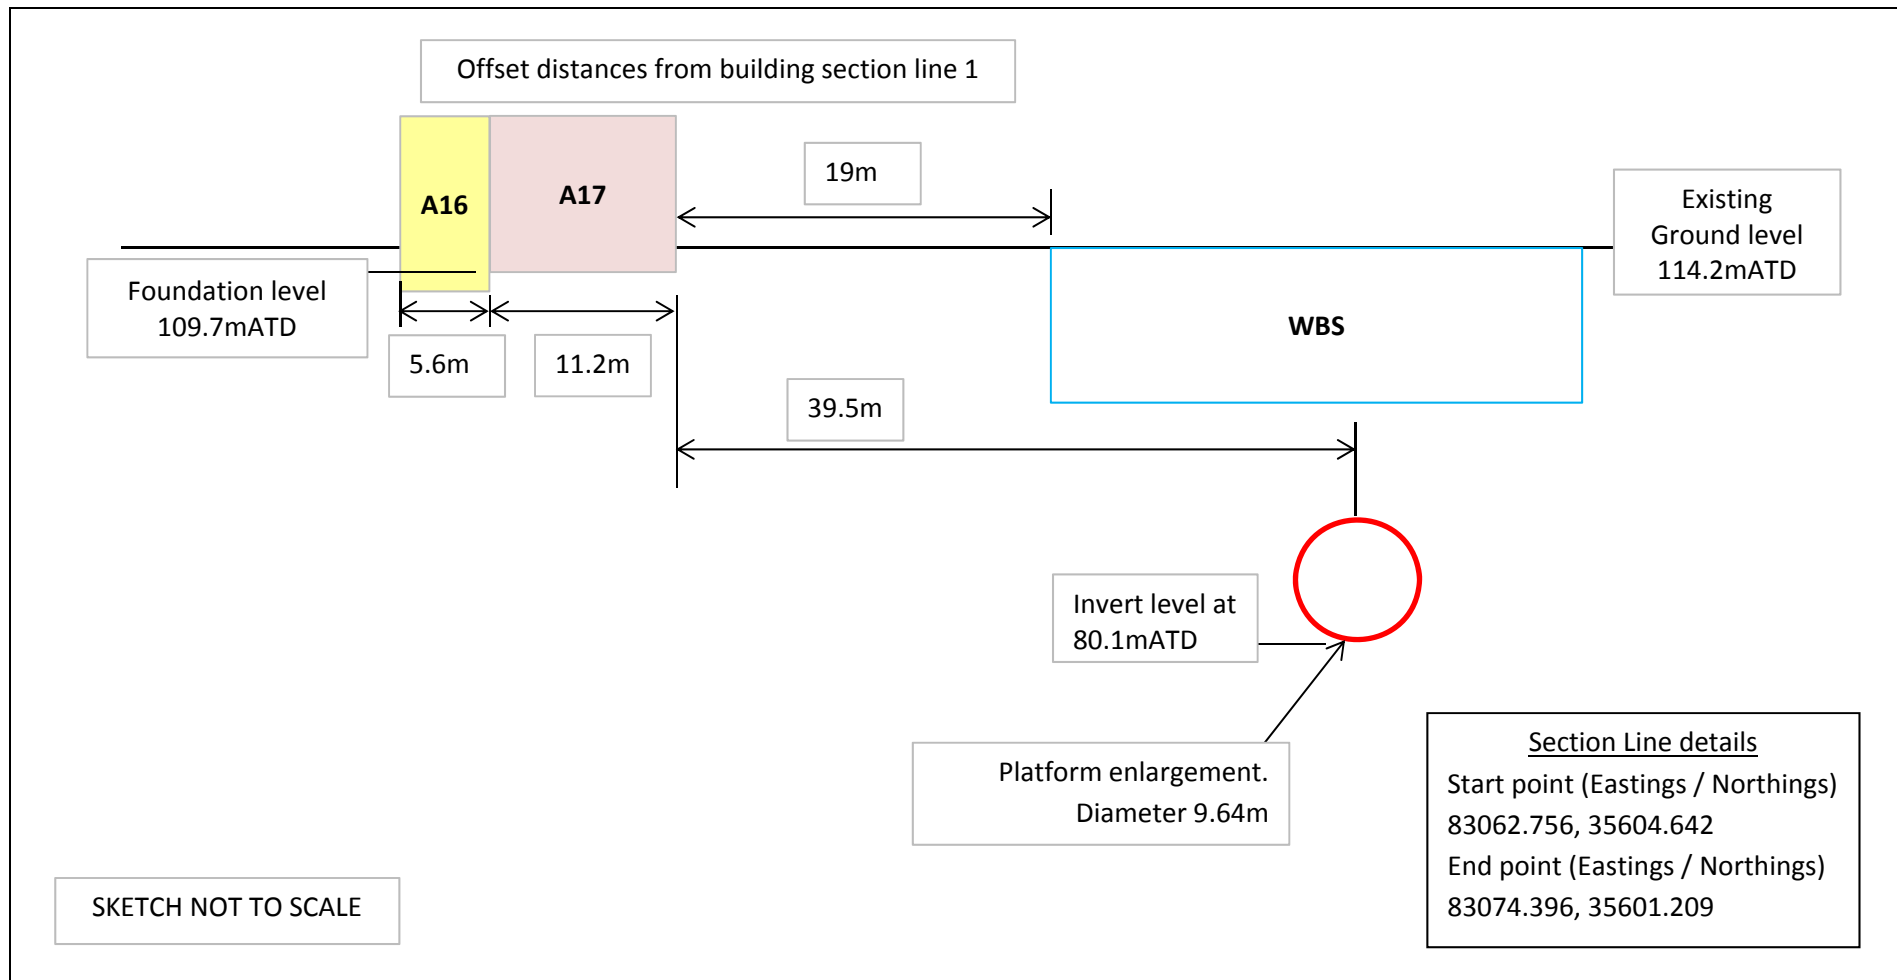 Offset distances from building section line 1
A16
A17
19m
Existing
Ground level
114.2mATD
Foundation level
109.7mATD
WBS
5.6m
11.2m
39.5m
Invert level at
80.1mATD
Platform enlargement.
Diameter 9.64m
Section Line details
Start point (Eastings / Northings)
83062.756, 35604.642
End point (Eastings / Northings)
83074.396, 35601.209
SKETCH NOT TO SCALE